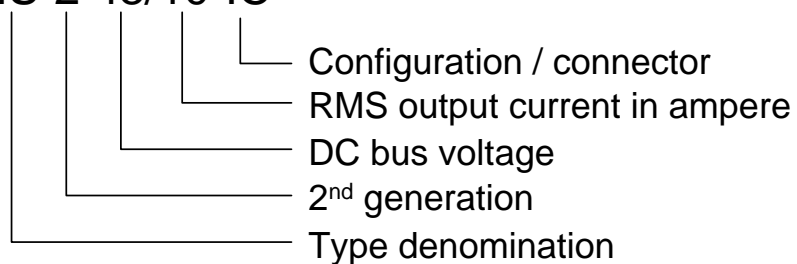 Configuration / connector
RMS output current in ampere
DC bus voltage
2nd generation
Type denomination